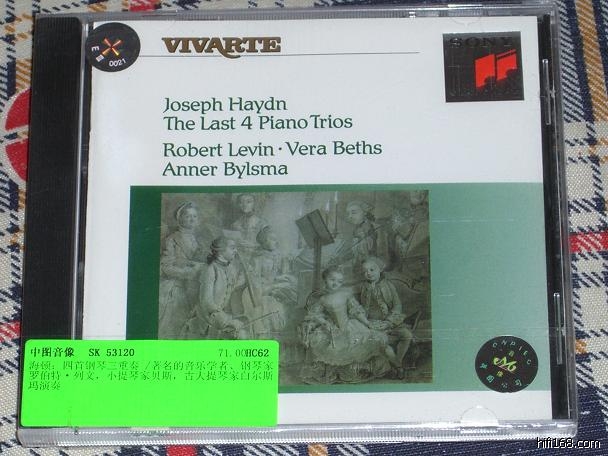 E
0021
VIVARTE
SONY
Joseph Haydn
The Last 4 Piano Trios
Robert Levin · Vera Beths
Anner Bylsma
中图音像 SK 53120 71.00HC62
海顿：四首钢琴三重奏 /著名的音乐学者、钢琴家
罗伯特·列文，小提琴家贝斯，古大提琴家白尔斯
玛演奏
CNPIEC
hifi168.com